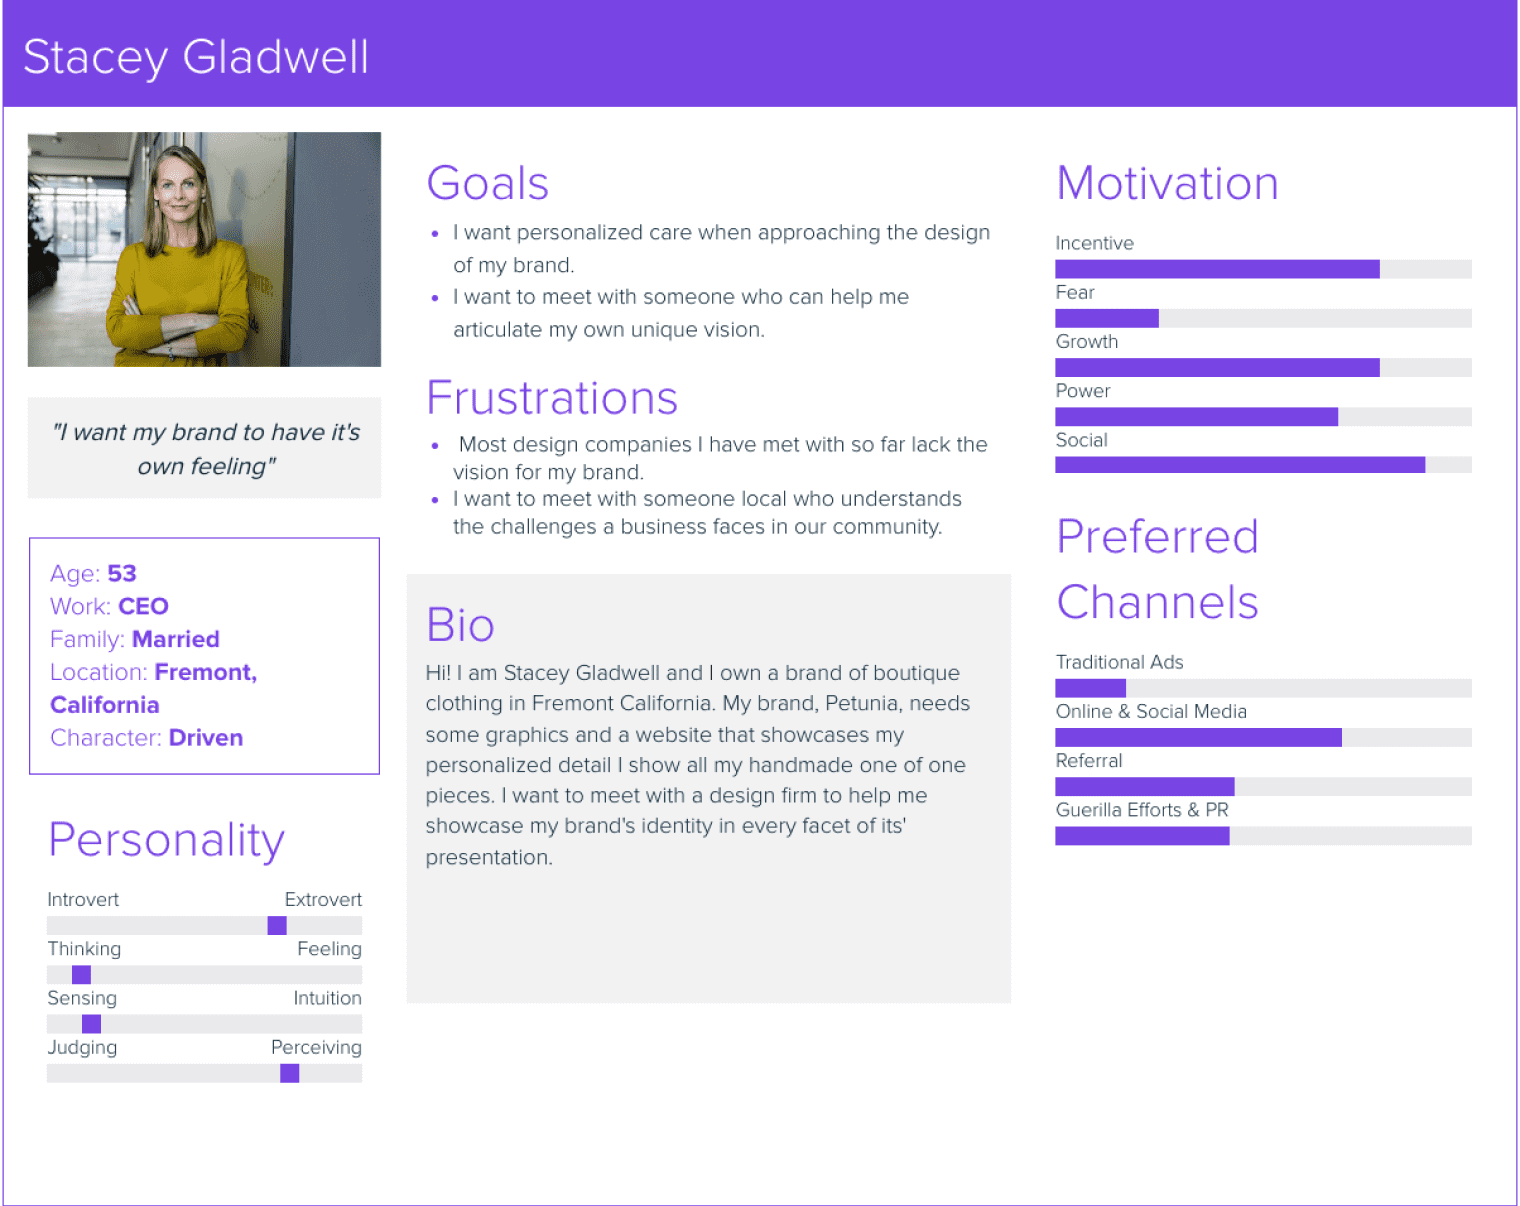 Stacey Gladwell
"I want my brand to have it's
own feeling"
Age: 53
Work: CEO
Family: Married
Location: Fremont,
California
Character: Driven
Personality
Introvert Extrovert
Thinking Feeling
Sensing Intuition
Judging Perceiving
Goals
• I want personalized care when approaching the design
of my brand.
• I want to meet with someone who can help me
articulate my own unique vision.
Frustrations
• Most design companies I have met with so far lack the
vision for my brand.
• I want to meet with someone local who understands
the challenges a business faces in our community.
Bio
Hi! I am Stacey Gladwell and I own a brand of boutique
clothing in Fremont California. My brand, Petunia, needs
some graphics and a website that showcases my
personalized detail I show all my handmade one of one
pieces. I want to meet with a design firm to help me
showcase my brand's identity in every facet of its'
presentation.
Motivation
Incentive
Fear
Growth
Power
Social
Preferred
Channels
Traditional Ads
Online & Social Media
Referral
Guerilla Efforts & PR